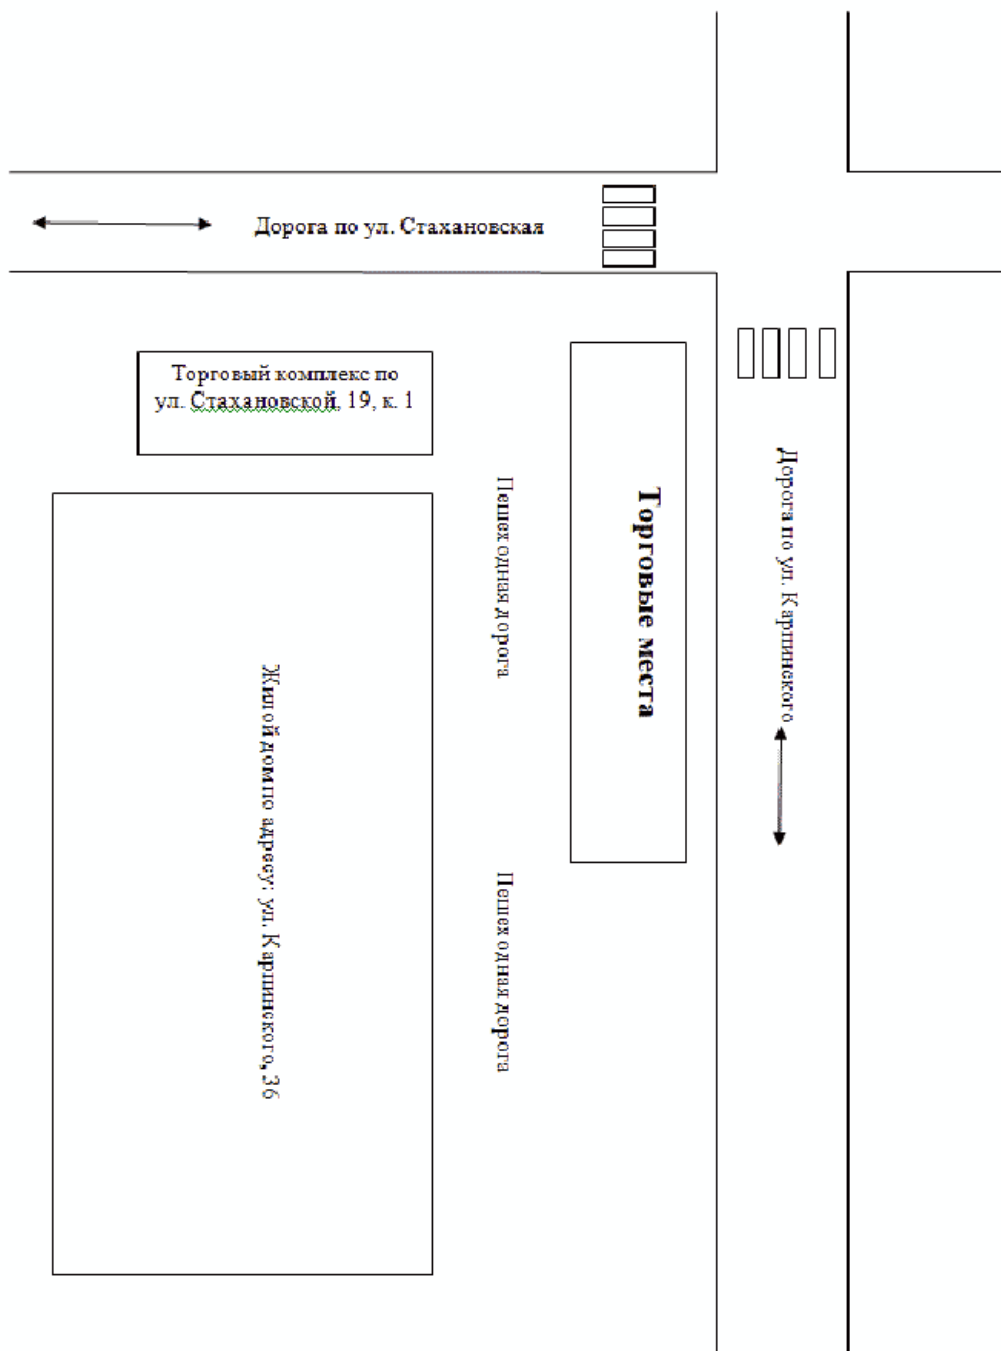 Дорога по ул. Стахановская
Торговый комплекс по
ул. Стахановской, 19, к. 1
Пешеходная дорога
Торговые места
Дорога по ул. Карпинского
Жилой дом по адресу: ул. Карпинского, 36
Пешеходная дорога